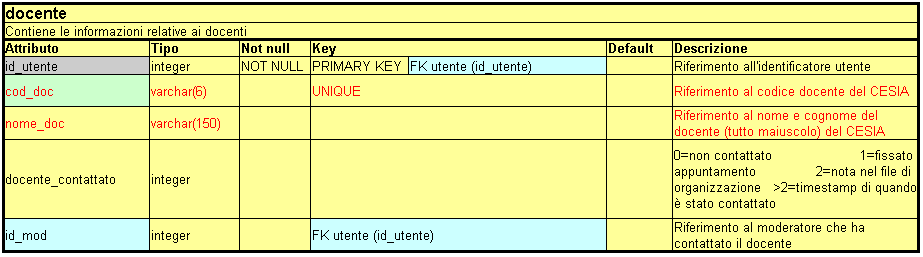 docente
Contiene le informazioni relative ai docenti
Attributo Tipo Not null Key Default Descrizione
id_utente integer NOT NULL PRIMARY KEY FK utente (id_utente) Riferimento all'identificatore utente
cod_doc varchar(6) UNIQUE Riferimento al codice docente del CESIA
nome_doc varchar(150) Riferimento al nome e cognome del
docente (tutto maiuscolo) del CESIA
docente_contattato integer 0=non contattato 1=fissato
appuntamento 2=nota nel file di
organizzazione >2=timestamp di quando
è stato contattato
id_mod integer FK utente (id_utente) Riferimento al moderatore che ha
contattato il docente